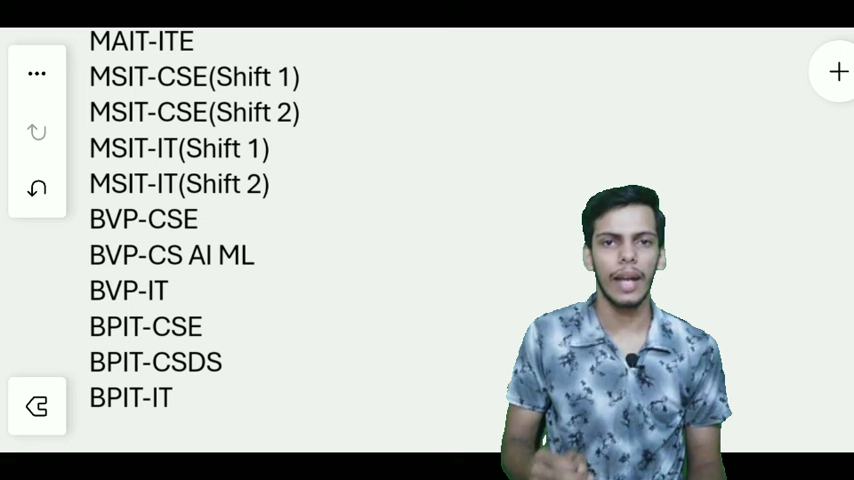 MAIT-ITE
MSIT-CSE(Shift 1)
MSIT-CSE(Shift 2)
MSIT-IT(Shift 1)
MSIT-IT(Shift 2)
BVP-CSE
BVP-CS AI ML
BVP-IT
BPIT-CSE
BPIT-CSDS
BPIT-IT